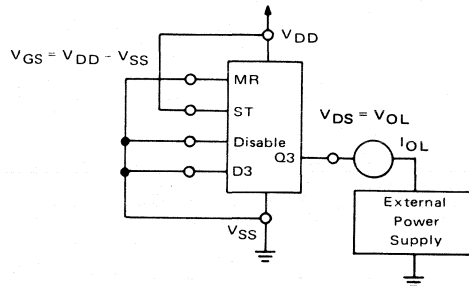 VDD
VGS = VDD – VSS
MR
ST
VDS = VOL
Disable
IOL
Q3
D3
External
Power
Supply
VSS